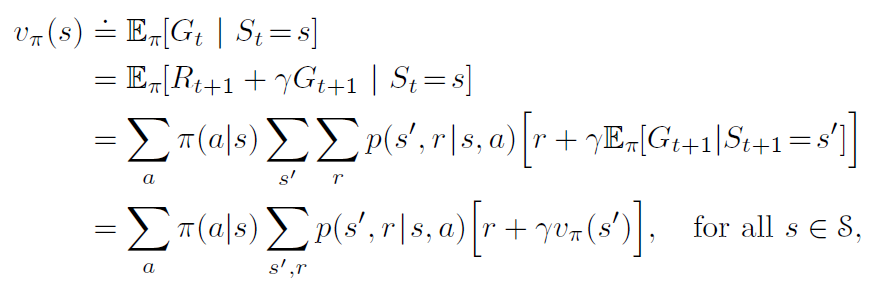 v_π(s) ≐ 𝔼_π[G_t | S_t = s]
= 𝔼_π[R_{t+1} + γG_{t+1} | S_t = s]
= ∑_a π(a|s) ∑_{s′} ∑_r p(s′, r|s, a) [r + γ𝔼_π[G_{t+1}|S_{t+1} = s′]]
= ∑_a π(a|s) ∑_{s′,r} p(s′, r|s, a) [r + γv_π(s′)], for all s ∈ 𝒮,